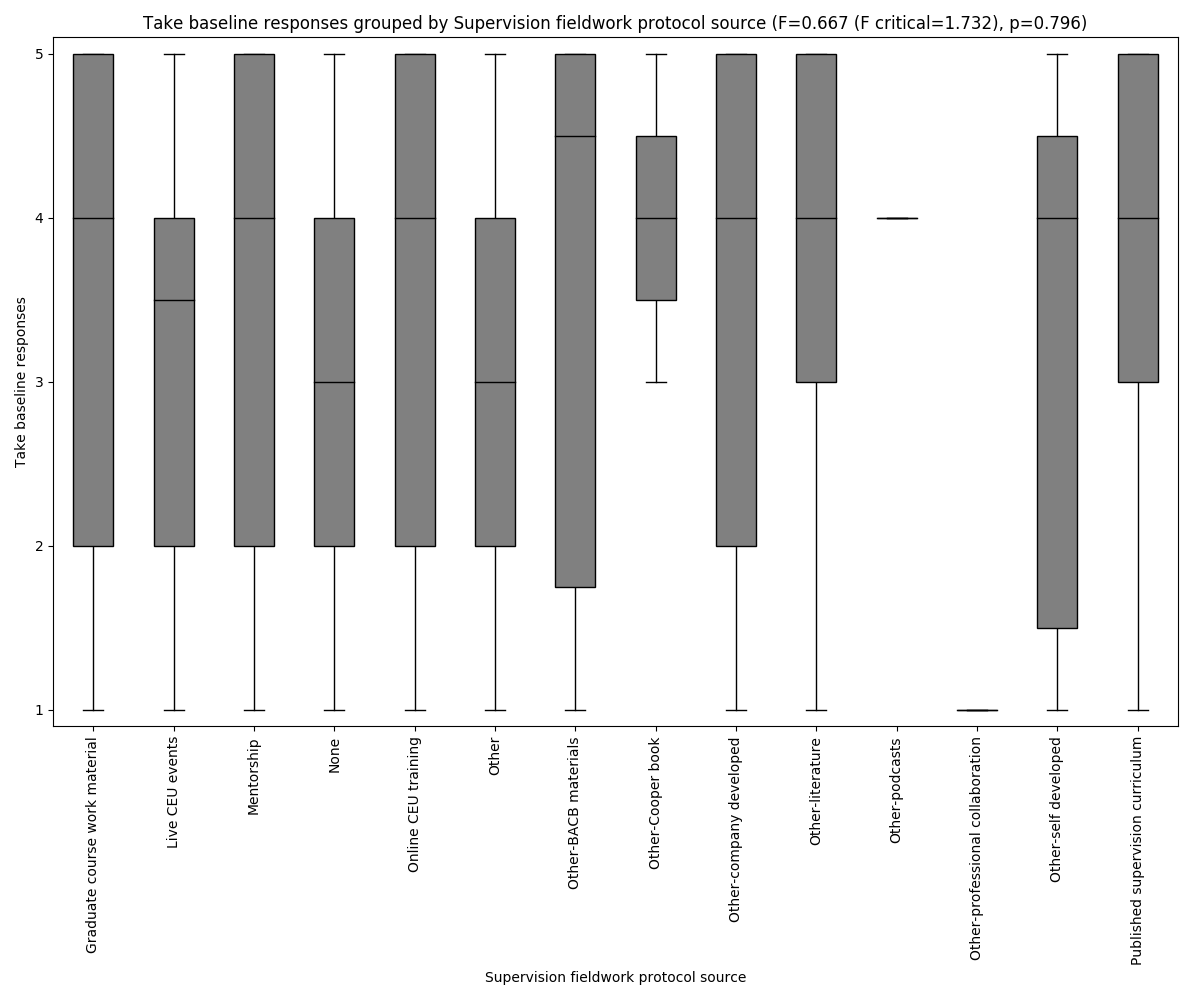 Take baseline responses grouped by Supervision fieldwork protocol source (F=0.667 (F critical=1.732), p=0.796)
Take baseline responses
5
4
3
2
1
Graduate course work material
Live CEU events
Mentorship
None
Online CEU training
Other
Other-BACB materials
Other-Cooper book
Other-company developed
Other-literature
Other-podcasts
Other-professional collaboration
Other-self developed
Published supervision curriculum
Supervision fieldwork protocol source